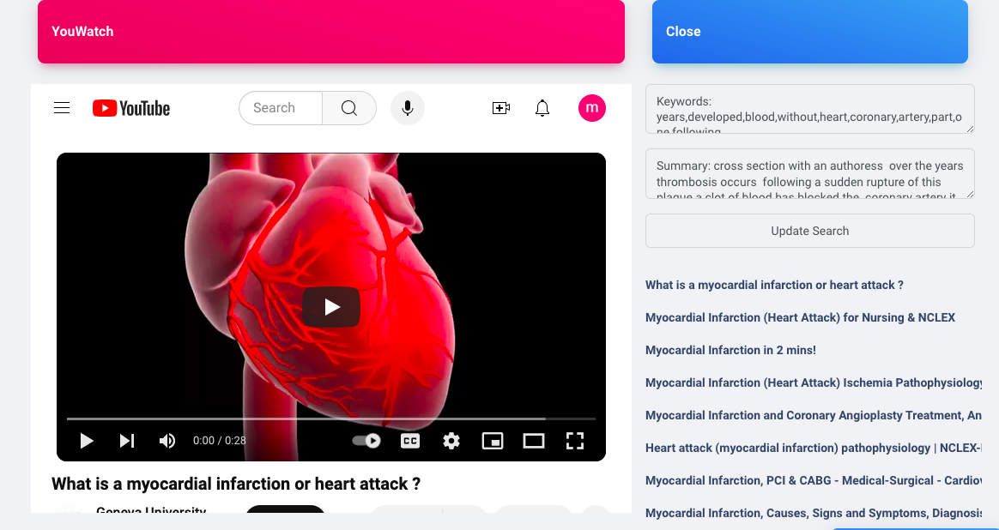 YouWatch
Close
YouTube
Search
m
Keywords:
years,developed,blood,without,heart,coronary,artery,part,o
ne,following
Summary: cross section with an authoress over the years
thrombosis occurs following a sudden rupture of this
plaque a clot of blood has blocked the coronary artery it
Update Search
What is a myocardial infarction or heart attack ?
Myocardial Infarction (Heart Attack) for Nursing & NCLEX
Myocardial Infarction in 2 mins!
Myocardial Infarction (Heart Attack) Ischemia Pathophysiology
Myocardial Infarction and Coronary Angioplasty Treatment, An
Heart attack (myocardial infarction) pathophysiology | NCLEX-
Myocardial Infarction, PCI & CABG - Medical-Surgical - Cardiov
Myocardial Infarction, Causes, Signs and Symptoms, Diagnosis
0:00 / 0:28
CC
What is a myocardial infarction or heart attack ?
Geneva University